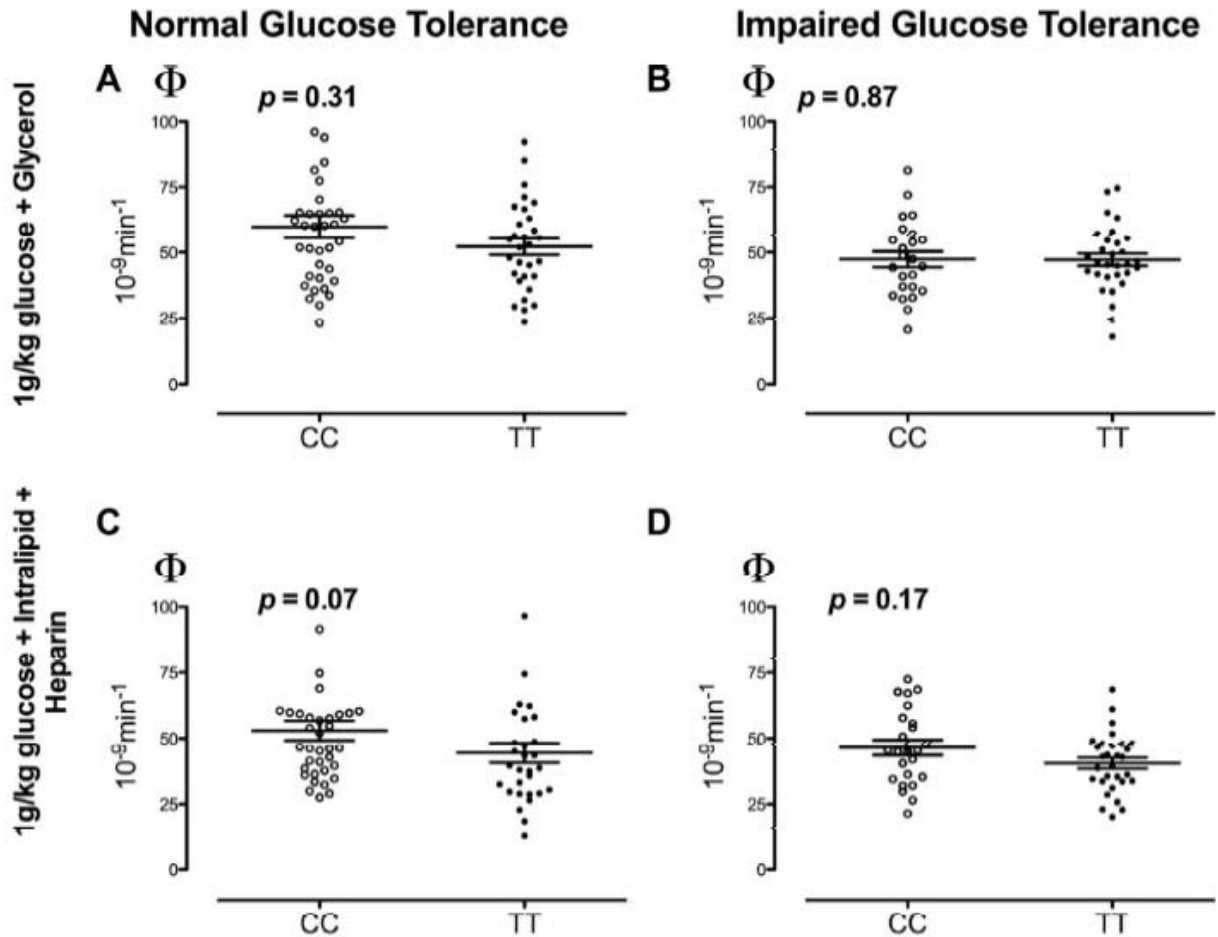 Normal Glucose Tolerance
Impaired Glucose Tolerance
1g/kg glucose + Glycerol
A
Φ
p = 0.31
100
75
50
25
0
10⁻⁹min⁻¹
CC
TT
B
Φ
p = 0.87
100
75
50
25
0
10⁻⁹min⁻¹
CC
TT
1g/kg glucose + Intralipid +
Heparin
C
Φ
p = 0.07
100
75
50
25
0
10⁻⁹min⁻¹
CC
TT
D
Φ
p = 0.17
100
75
50
25
0
10⁻⁹min⁻¹
CC
TT